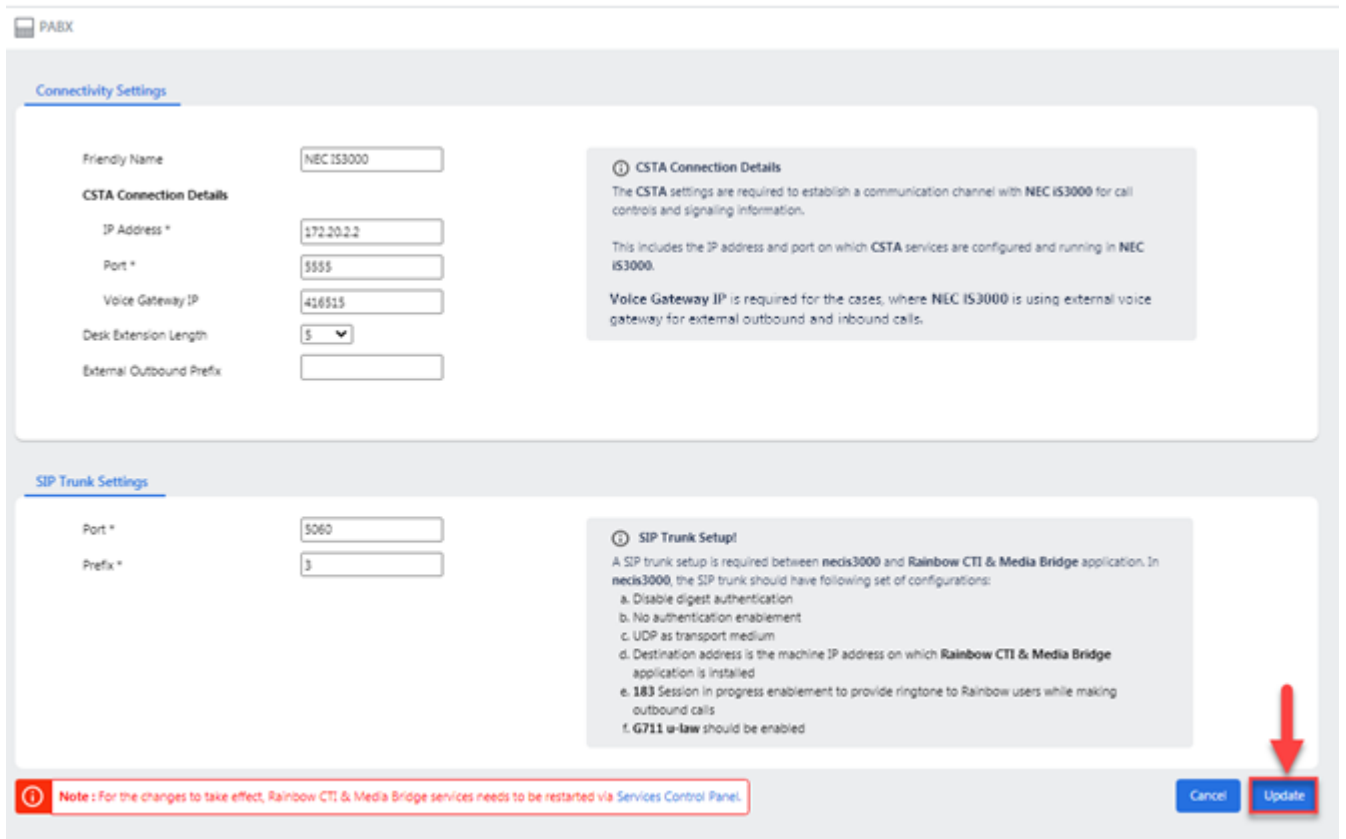 PABX
Connectivity Settings
Friendly Name
NEC IS3000
CSTA Connection Details
IP Address *
172.20.2.2
Port *
5555
Voice Gateway IP
416515
Desk Extension Length
5
External Outbound Prefix
CSTA Connection Details
The CSTA settings are required to establish a communication channel with NEC iS3000 for call
controls and signaling information.
This includes the IP address and port on which CSTA services are configured and running in NEC
iS3000.
Voice Gateway IP is required for the cases, where NEC IS3000 is using external voice
gateway for external outbound and inbound calls.
SIP Trunk Settings
Port *
5060
Prefix *
3
SIP Trunk Setup!
A SIP trunk setup is required between necis3000 and Rainbow CTI & Media Bridge application. In
necis3000, the SIP trunk should have following set of configurations:
a. Disable digest authentication
b. No authentication enablement
c. UDP as transport medium
d. Destination address is the machine IP address on which Rainbow CTI & Media Bridge
application is installed
e. 183 Session in progress enablement to provide ringtone to Rainbow users while making
outbound calls
f. G711 u-law should be enabled
Note : For the changes to take effect, Rainbow CTI & Media Bridge services needs to be restarted via Services Control Panel.
Cancel
Update